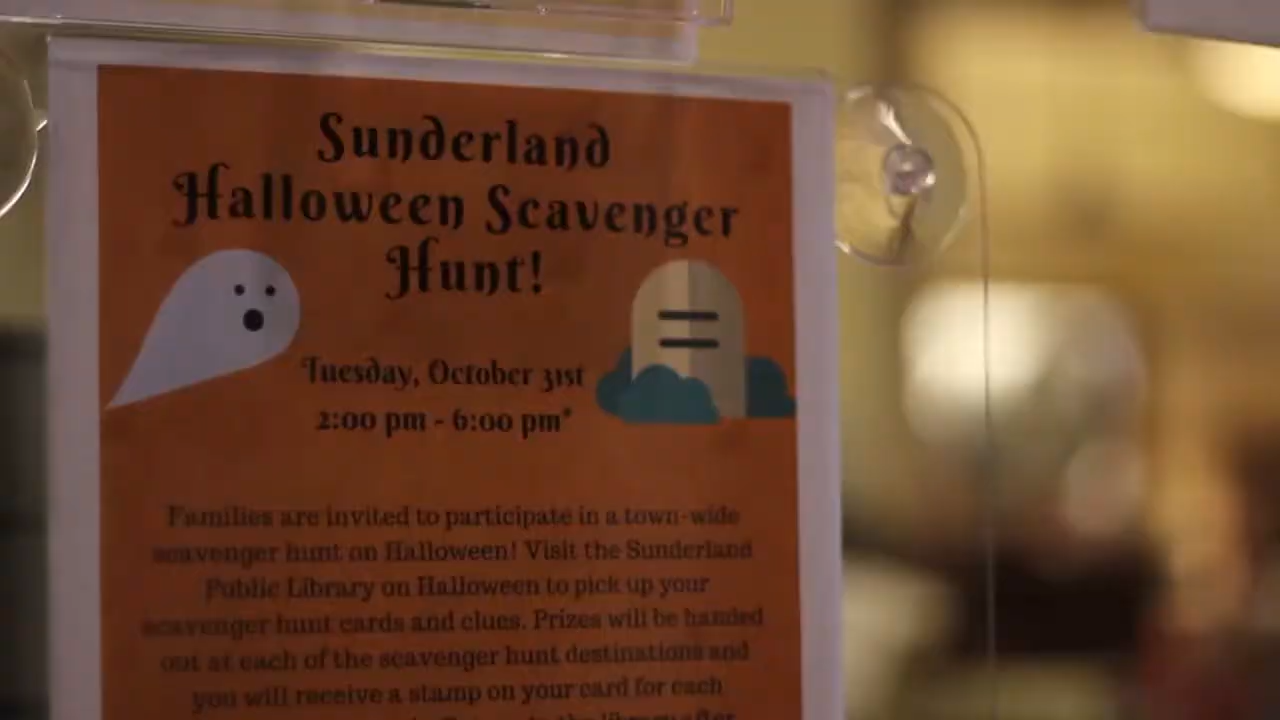 Sunderland
Halloween Scavenger
Hunt!
Tuesday, October 31st
2:00 pm - 6:00 pm*
Families are invited to participate in a town-wide
scavenger hunt on Halloween! Visit the Sunderland
Public Library on Halloween to pick up your
scavenger hunt cards and clues. Prizes will be handed
out at each of the scavenger hunt destinations and
you will receive a stamp on your card for each
the library after